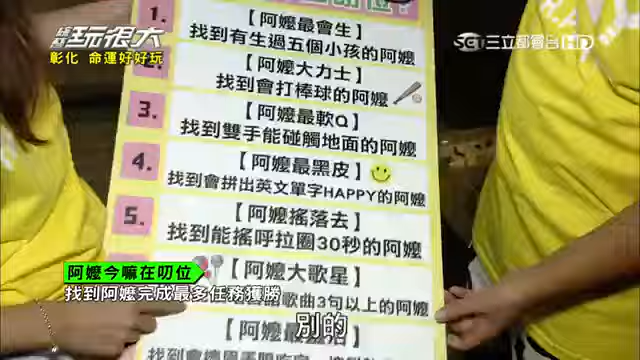 綜藝玩很大
彰化 命運好好玩
SET三立都會台HD
1.
【阿嬤最會生】
找到有生過五個小孩的阿嬤
2.
【阿嬤大力士】
找到會打棒球的阿嬤
3.
【阿嬤最軟Q】
找到雙手能碰觸地面的阿嬤
4.
【阿嬤最黑皮】
找到會拼出英文單字HAPPY的阿嬤
5.
【阿嬤搖落去】
找到能搖呼拉圈30秒的阿嬤
【阿嬤大歌星】
歌曲3句以上的阿嬤
阿嬤今嘛在叨位
找到阿嬤完成最多任務獲勝
別的